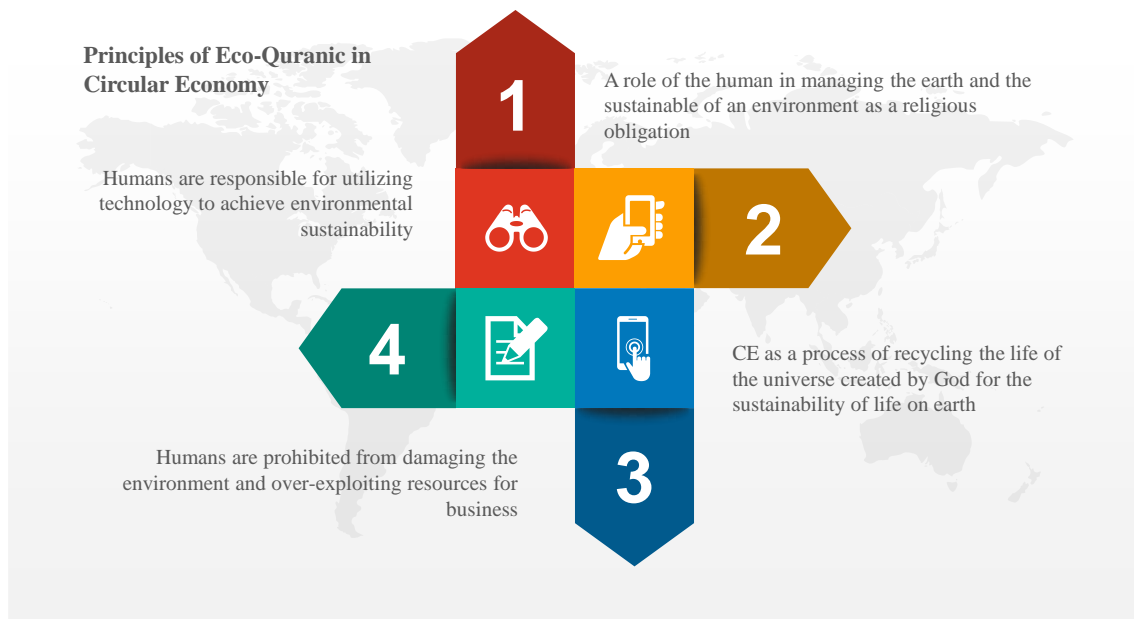 Principles of Eco-Quranic in
Circular Economy
1
A role of the human in managing the earth and the
sustainable of an environment as a religious
obligation
Humans are responsible for utilizing
technology to achieve environmental
sustainability
2
4
CE as a process of recycling the life of
the universe created by God for the
sustainability of life on earth
Humans are prohibited from damaging the
environment and over-exploiting resources for
business
3